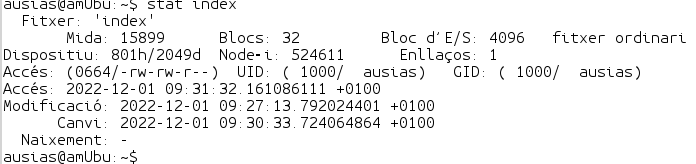 ausias@amUbu:~$ stat index
Fitxer: 'index'
Mida: 15899 Blocs: 32 Bloc d’E/S: 4096 fitxer ordinari
Dispositiu: 801h/2049d Node-i: 524611 Enllaços: 1
Accés: (0664/-rw-rw-r--) UID: ( 1000/ ausias) GID: ( 1000/ ausias)
Accés: 2022-12-01 09:31:32.161086111 +0100
Modificació: 2022-12-01 09:27:13.792024401 +0100
Canvi: 2022-12-01 09:30:33.724064864 +0100
Naixement: -
ausias@amUbu:~$